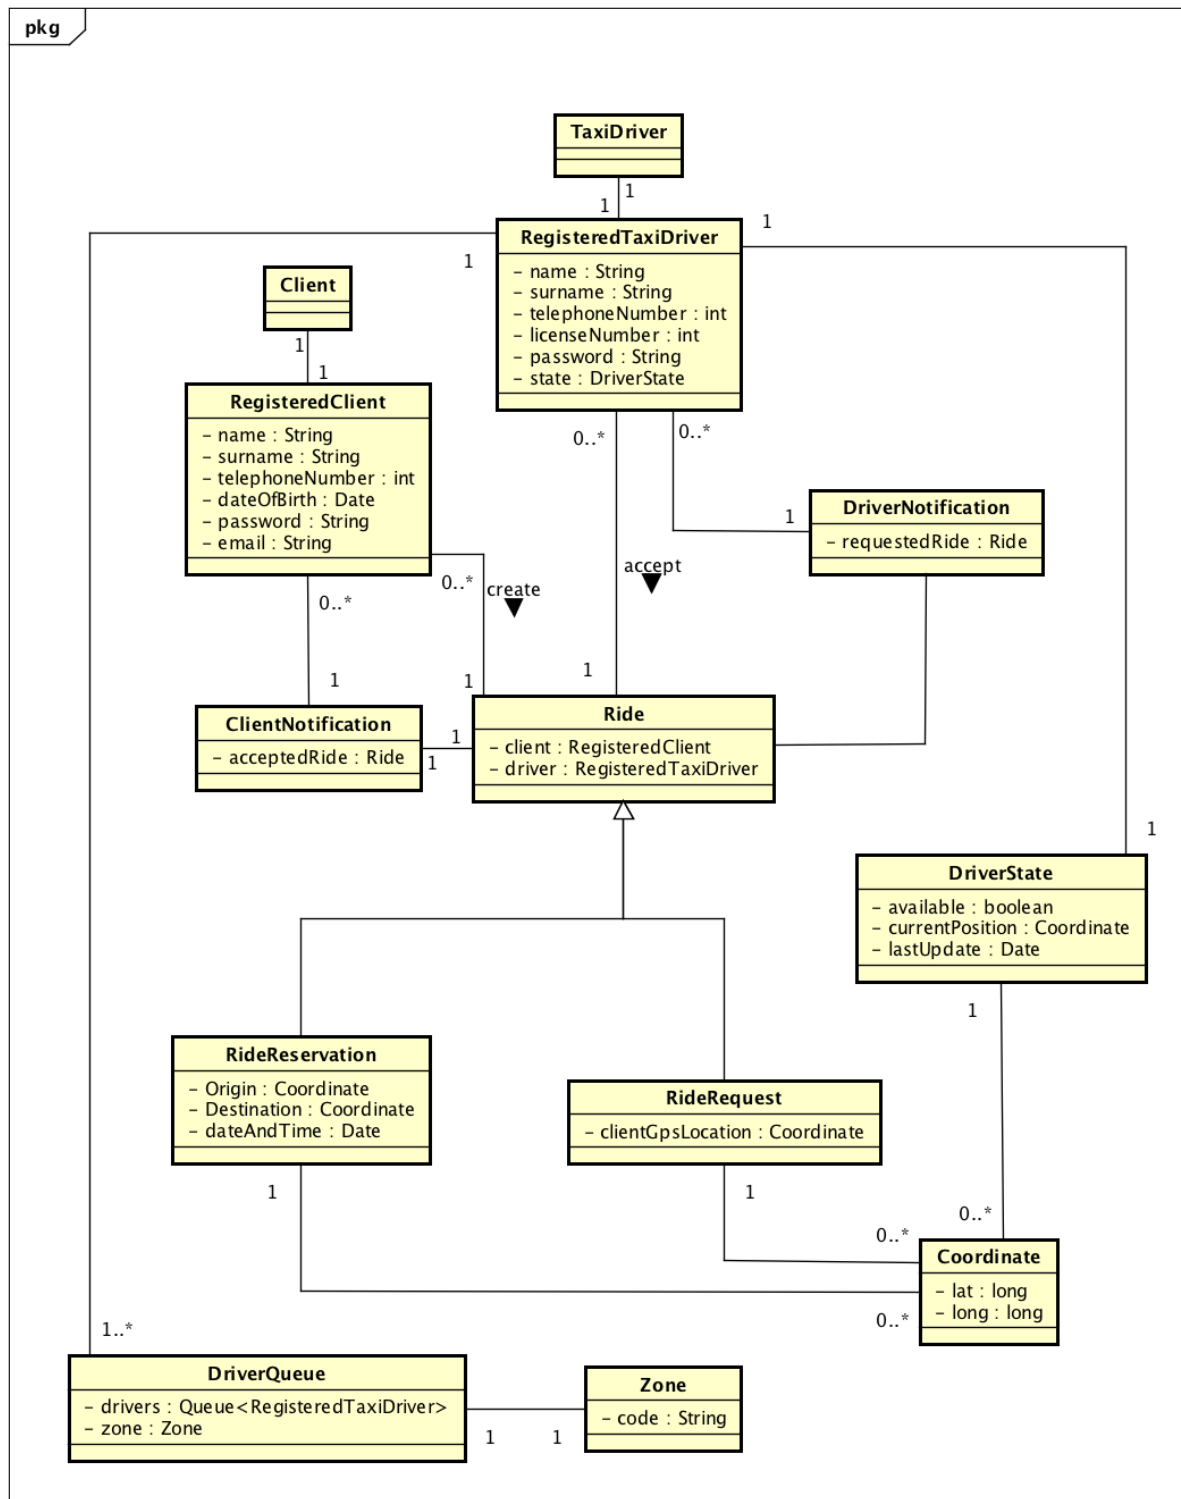 pkg
TaxiDriver
1
1
RegisteredTaxiDriver
- name : String
- surname : String
- telephoneNumber : int
- licenseNumber : int
- password : String
- state : DriverState
1
1
Client
1
1
RegisteredClient
- name : String
- surname : String
- telephoneNumber : int
- dateOfBirth : Date
- password : String
- email : String
0..*
0..*
DriverNotification
- requestedRide : Ride
1
accept
0..*
create
0..*
1
1
1
ClientNotification
- acceptedRide : Ride
1
1
Ride
- client : RegisteredClient
- driver : RegisteredTaxiDriver
1
DriverState
- available : boolean
- currentPosition : Coordinate
- lastUpdate : Date
1
RideReservation
- Origin : Coordinate
- Destination : Coordinate
- dateAndTime : Date
1
RideRequest
- clientGpsLocation : Coordinate
1
0..*
0..*
Coordinate
- lat : long
- long : long
0..*
1..*
DriverQueue
- drivers : Queue<RegisteredTaxiDriver>
- zone : Zone
1
1
Zone
- code : String